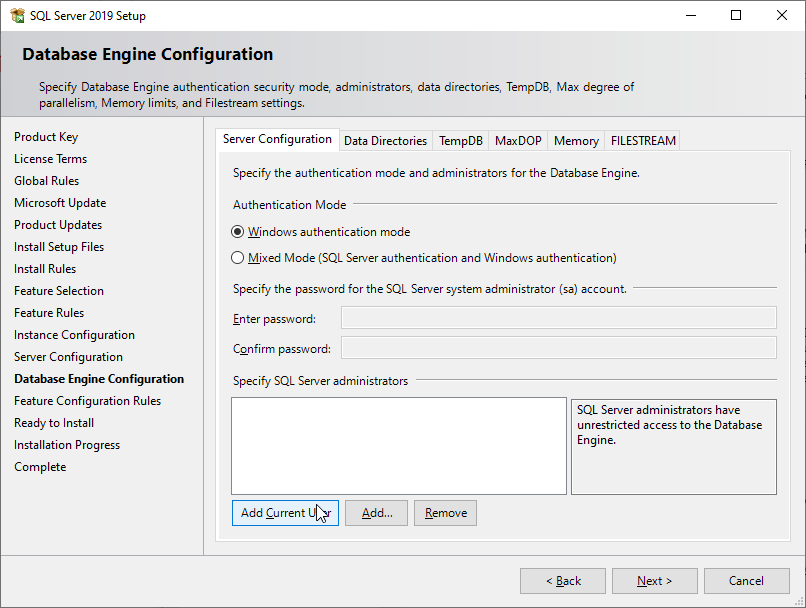 SQL Server 2019 Setup
Database Engine Configuration
Specify Database Engine authentication security mode, administrators, data directories, TempDB, Max degree of
parallelism, Memory limits, and Filestream settings.
Product Key
License Terms
Global Rules
Microsoft Update
Product Updates
Install Setup Files
Install Rules
Feature Selection
Feature Rules
Instance Configuration
Server Configuration
Database Engine Configuration
Feature Configuration Rules
Ready to Install
Installation Progress
Complete
Server Configuration Data Directories TempDB MaxDOP Memory FILESTREAM
Specify the authentication mode and administrators for the Database Engine.
Authentication Mode
Windows authentication mode
Mixed Mode (SQL Server authentication and Windows authentication)
Specify the password for the SQL Server system administrator (sa) account.
Enter password:
Confirm password:
Specify SQL Server administrators
SQL Server administrators have
unrestricted access to the Database
Engine.
Add Current User Add... Remove
< Back Next > Cancel